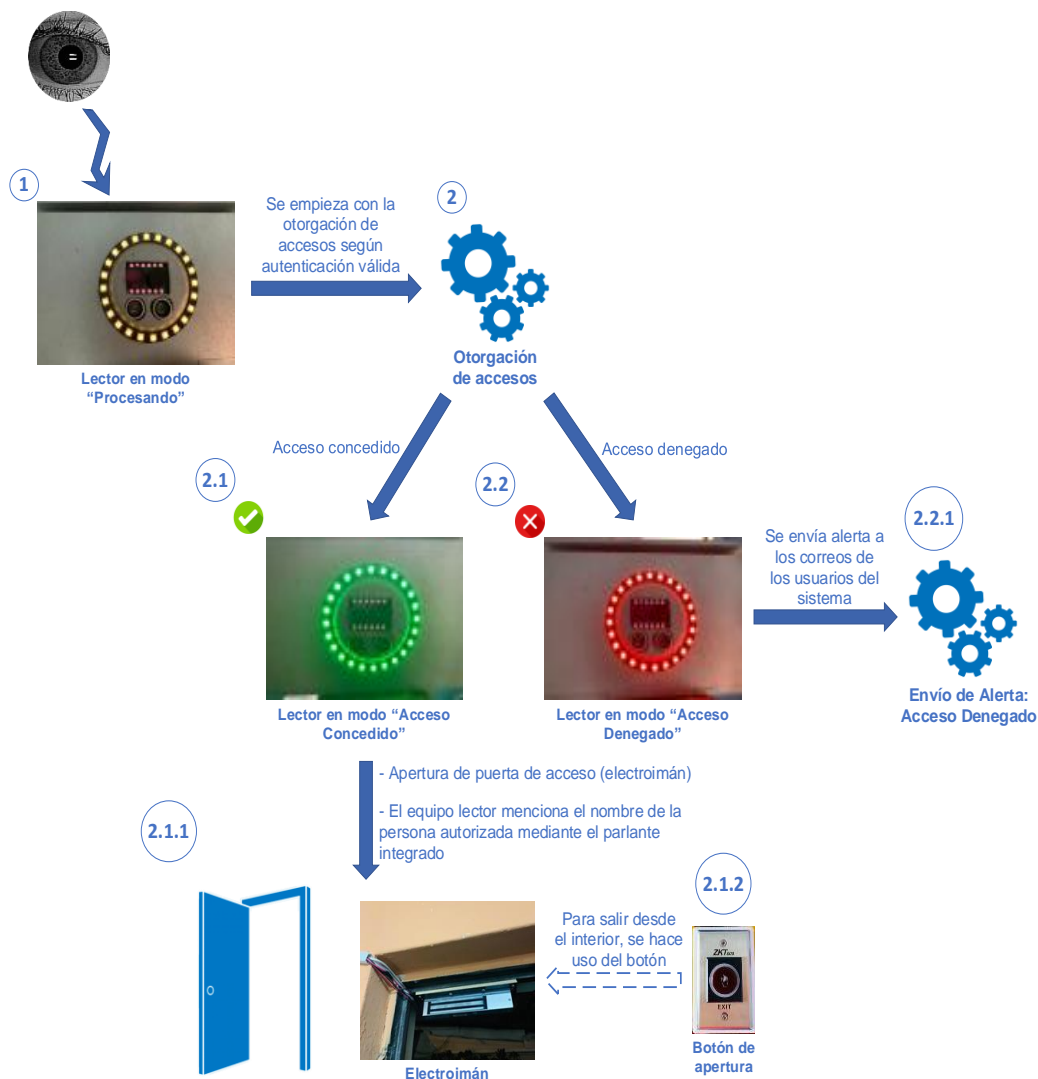 1
Se empieza con la
otorgación de
accesos según
autenticación válida
2
Lector en modo
“Procesando”
Otorgación
de accesos
Acceso concedido
Acceso denegado
2.1
2.2
2.2.1
Se envía alerta a
los correos de
los usuarios del
sistema
Lector en modo “Acceso
Concedido”
Lector en modo “Acceso
Denegado”
Envío de Alerta:
Acceso Denegado
- Apertura de puerta de acceso (electroimán)
- El equipo lector menciona el nombre de la
persona autorizada mediante el parlante
integrado
2.1.1
2.1.2
Para salir desde
el interior, se hace
uso del botón
EXIT
Electroimán
Botón de
apertura